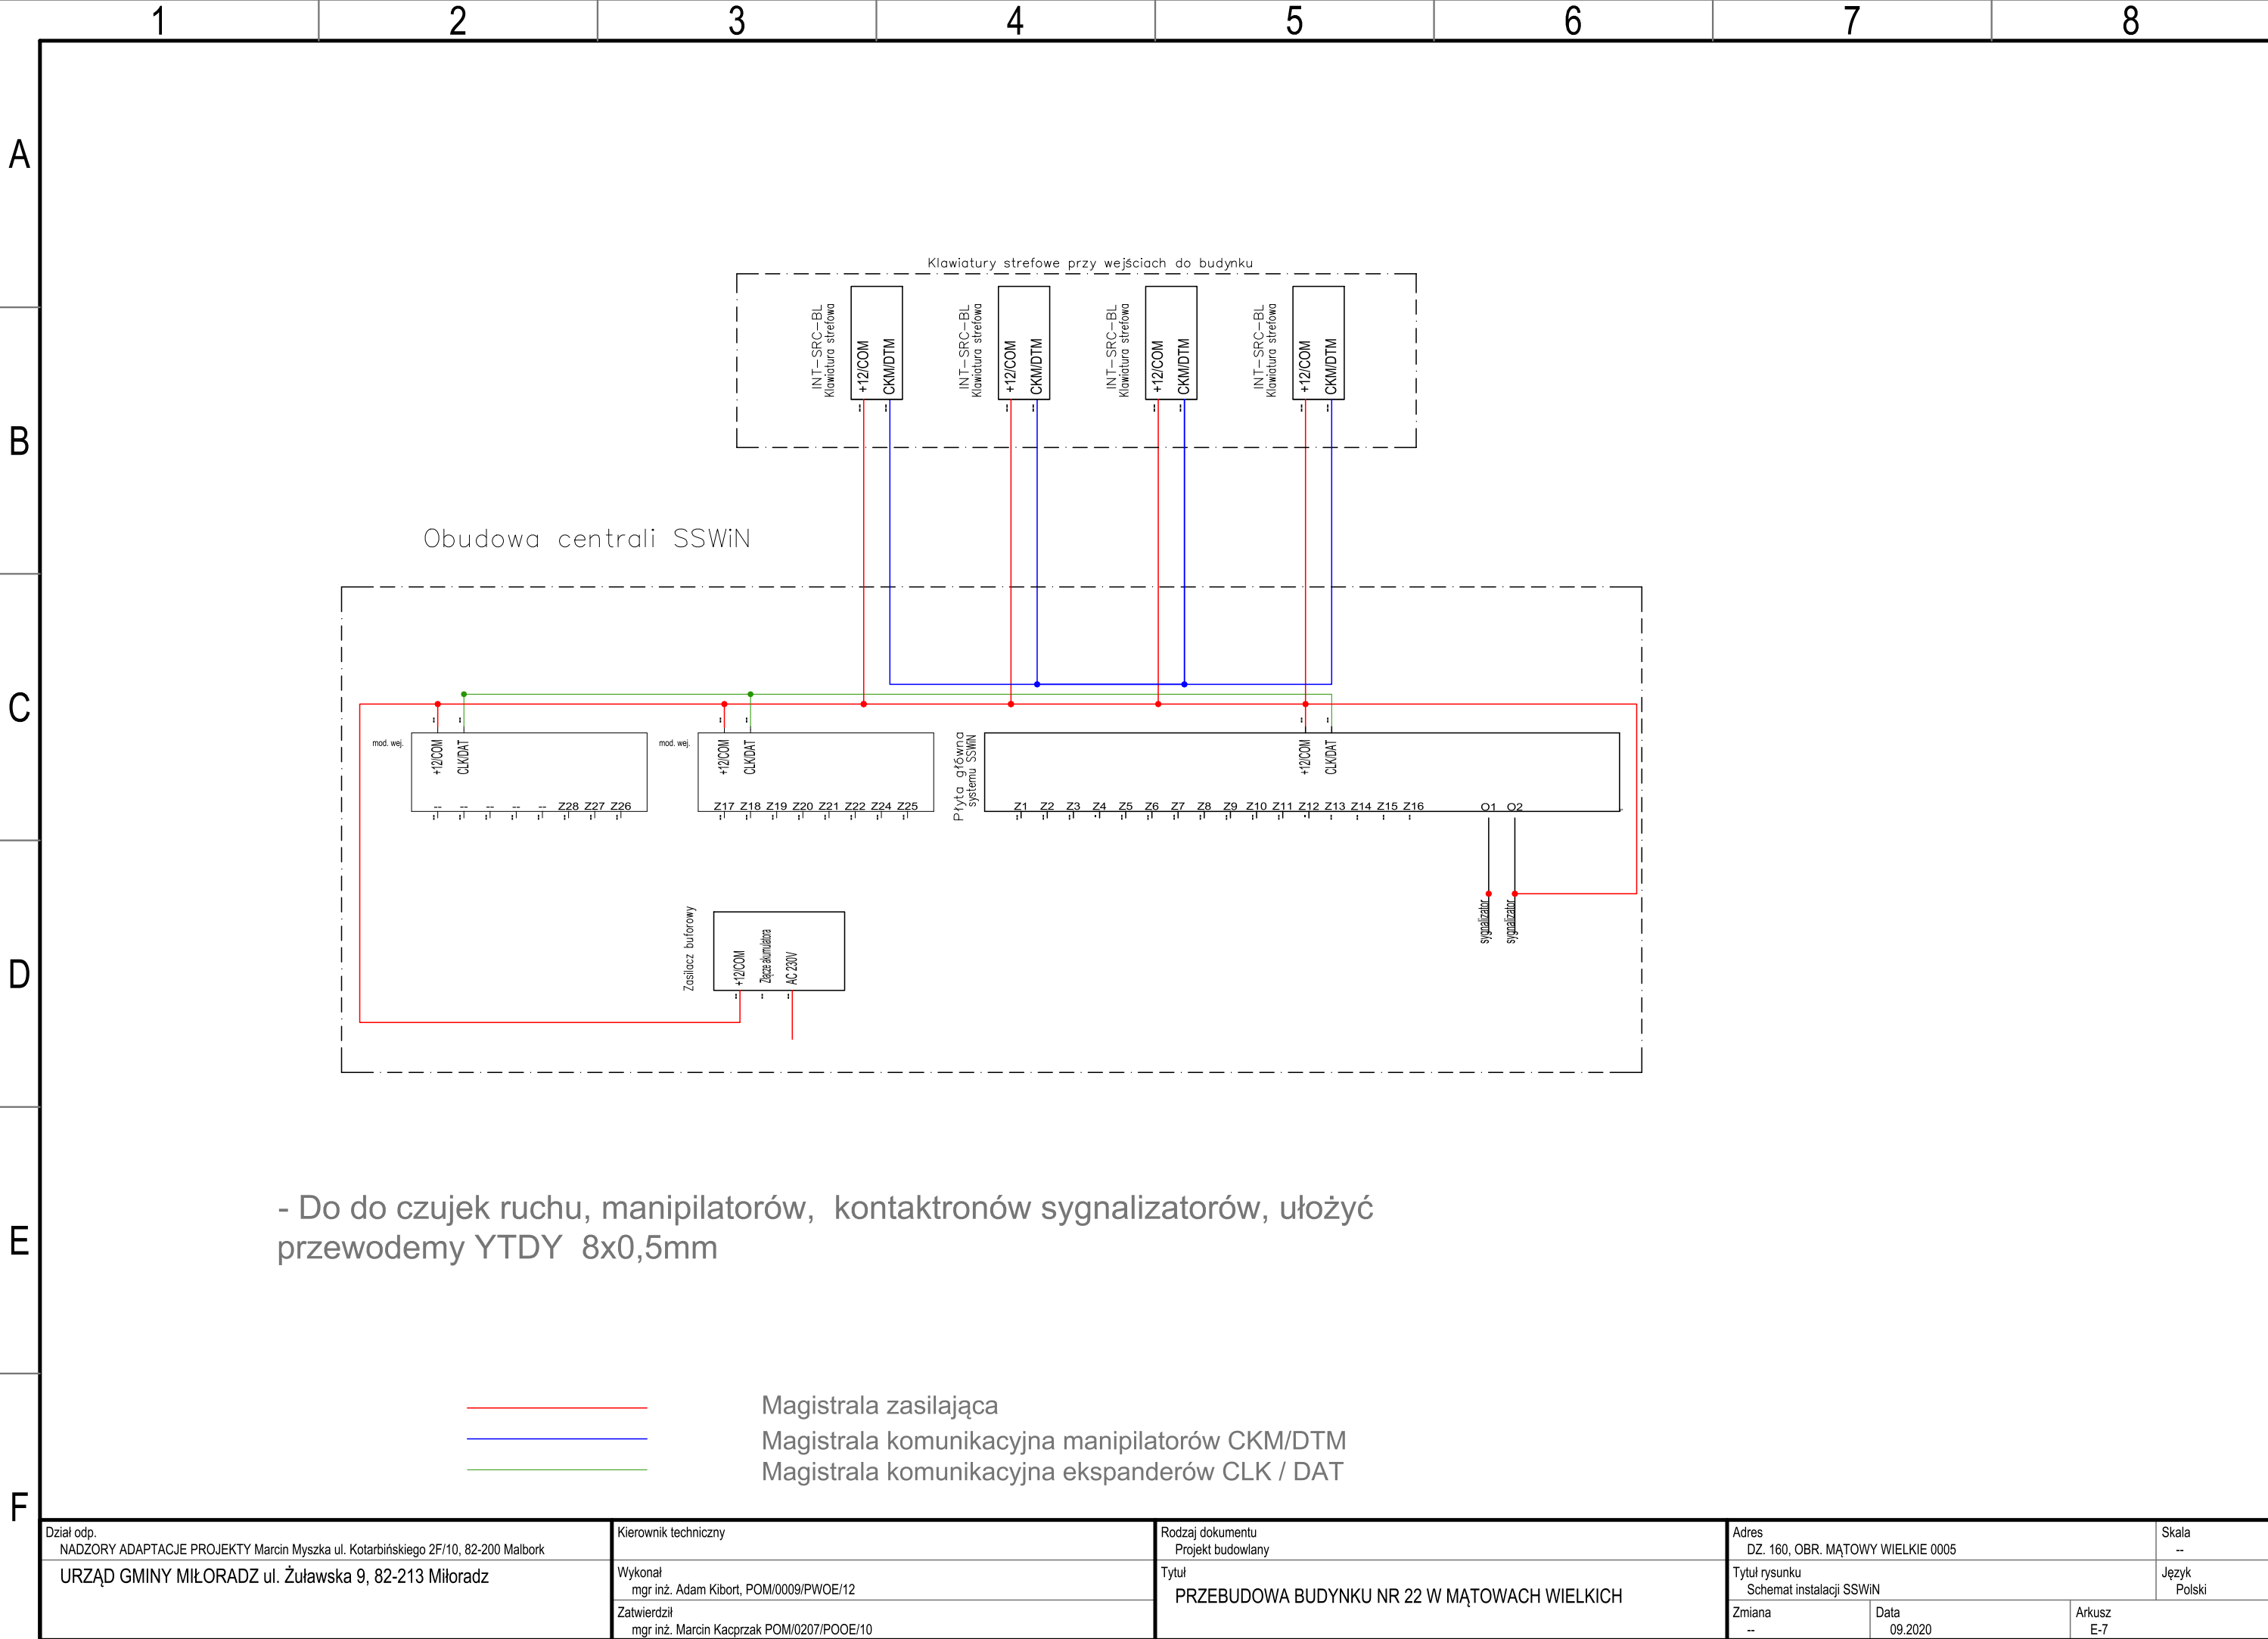 1 2 3 4 5 6 7 8
A
B
C
D
E
F
Klawiatury strefowe przy wejściach do budynku
INT-SRC-BL
Klawiatura strefowa
+12/COM
CKM/DTM
INT-SRC-BL
Klawiatura strefowa
+12/COM
CKM/DTM
INT-SRC-BL
Klawiatura strefowa
+12/COM
CKM/DTM
INT-SRC-BL
Klawiatura strefowa
+12/COM
CKM/DTM
Obudowa centrali SSWiN
mod. wej.
+12/COM
CLK/DAT
-- -- -- -- -- Z28 Z27 Z26
mod. wej.
+12/COM
CLK/DAT
Z17 Z18 Z19 Z20 Z21 Z22 Z24 Z25
Płyta główna
systemu SSWiN
+12/COM
CLK/DAT
Z1 Z2 Z3 Z4 Z5 Z6 Z7 Z8 Z9 Z10 Z11 Z12 Z13 Z14 Z15 Z16 O1 O2
sygnalizator
sygnalizator
Zasilacz buforowy
+12/COM
Złącze akumulatora
AC 230V
- Do do czujek ruchu, manipilatorów, kontaktronów sygnalizatorów, ułożyć
przewodemy YTDY 8x0,5mm
Magistrala zasilająca
Magistrala komunikacyjna manipilatorów CKM/DTM
Magistrala komunikacyjna ekspanderów CLK / DAT
Dział odp.
NADZORY ADAPTACJE PROJEKTY Marcin Myszka ul. Kotarbińskiego 2F/10, 82-200 Malbork
URZĄD GMINY MIŁORADZ ul. Żuławska 9, 82-213 Miłoradz
Kierownik techniczny
Wykonał
mgr inż. Adam Kibort, POM/0009/PWOE/12
Zatwierdził
mgr inż. Marcin Kacprzak POM/0207/POOE/10
Rodzaj dokumentu
Projekt budowlany
Tytuł
PRZEBUDOWA BUDYNKU NR 22 W MĄTOWACH WIELKICH
Adres
DZ. 160, OBR. MĄTOWY WIELKIE 0005
Skala
--
Tytuł rysunku
Schemat instalacji SSWiN
Język
Polski
Zmiana
--
Data
09.2020
Arkusz
E-7